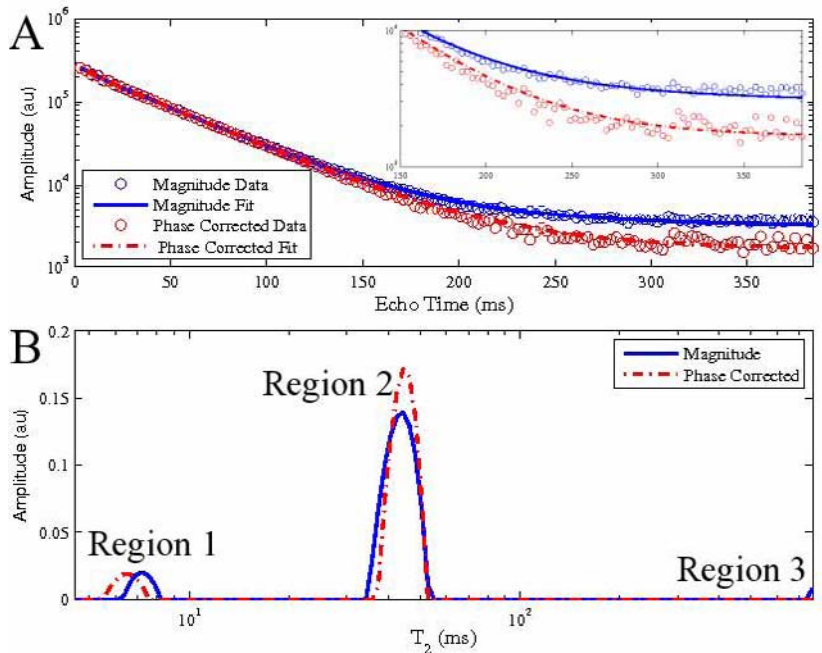 A
10^6
10^5
10^4
10^3
Amplitude (au)
0 50 100 150 200 250 300 350
Echo Time (ms)
Magnitude Data
Magnitude Fit
Phase Corrected Data
Phase Corrected Fit
150 200 250 300 350
B
0.2
0.15
0.1
0.05
0
Amplitude (au)
Region 1
Region 2
Region 3
Magnitude
Phase Corrected
10^1 10^2
T_2 (ms)